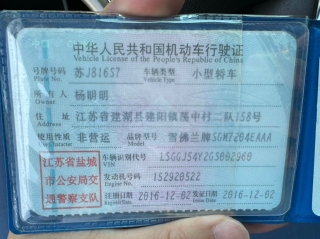 中华人民共和国机动车行驶证
Vehicle License of the People's Republic of China
号牌号码 苏J816S7 车辆类型 小型轿车
Plate No. Vehicle Type
所有人 杨明明
Owner
住址 江苏省建湖县建阳镇 中村二队158号
Address
使用性质 非营运 品牌型号 雪佛兰牌SGM7204EAAA
Use Character Model
江苏省盐城
市公安局交
通警察支队
车辆识别代号
VIN
发动机号码
Engine No.
注册日期 2016-12-02 发证日期 2016-12-02
Register Date Issue Date